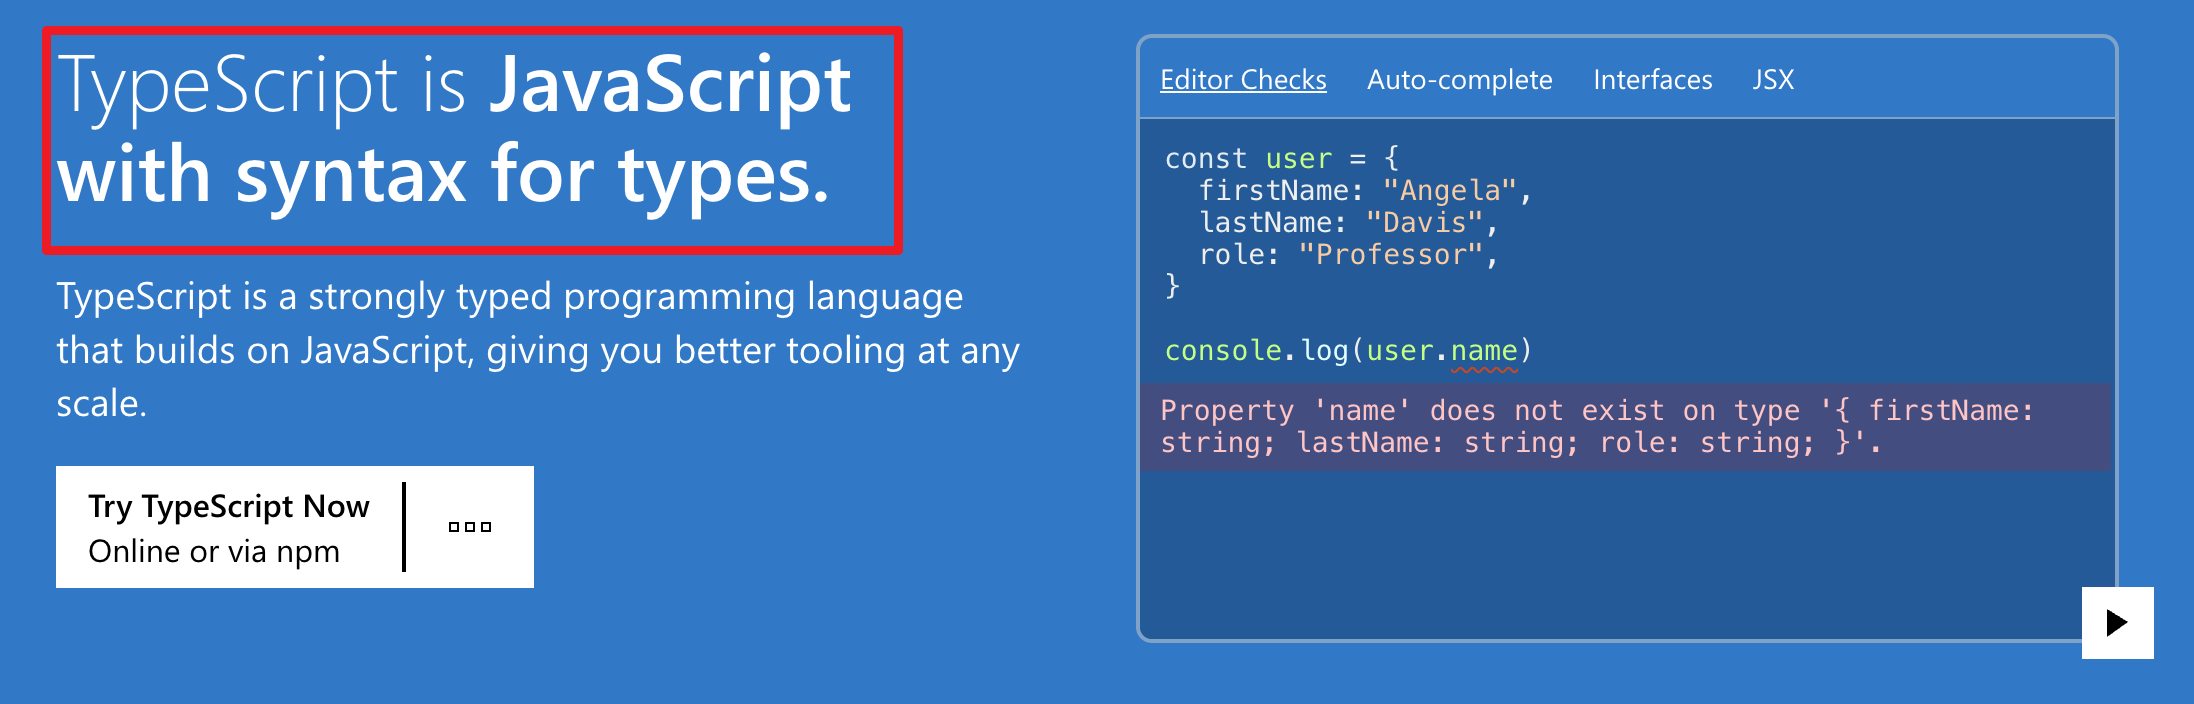 TypeScript is JavaScript
with syntax for types.
TypeScript is a strongly typed programming language
that builds on JavaScript, giving you better tooling at any
scale.
Try TypeScript Now
Online or via npm
Editor Checks Auto-complete Interfaces JSX
const user = {
  firstName: "Angela",
  lastName: "Davis",
  role: "Professor",
}
console.log(user.name)
Property 'name' does not exist on type '{ firstName:
string; lastName: string; role: string; }'.